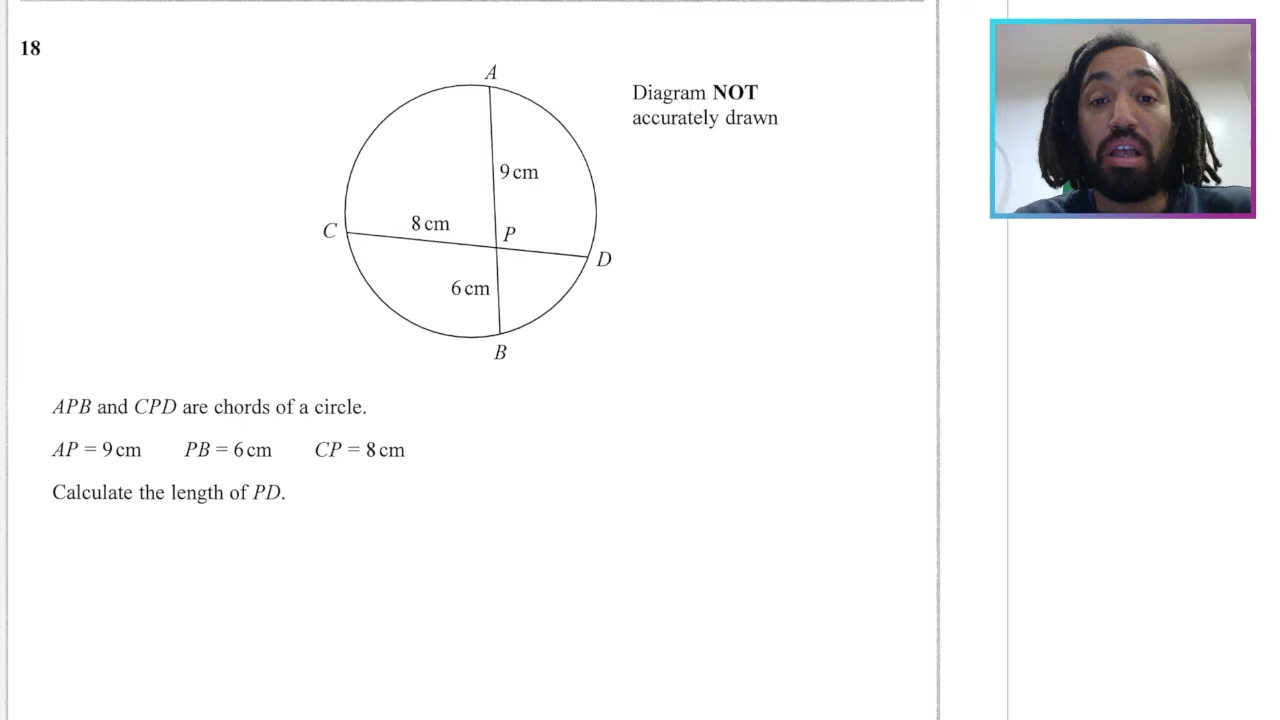 18
A
Diagram NOT
accurately drawn
9 cm
8 cm
C
P
D
6 cm
B
APB and CPD are chords of a circle.
AP = 9 cm PB = 6 cm CP = 8 cm
Calculate the length of PD.